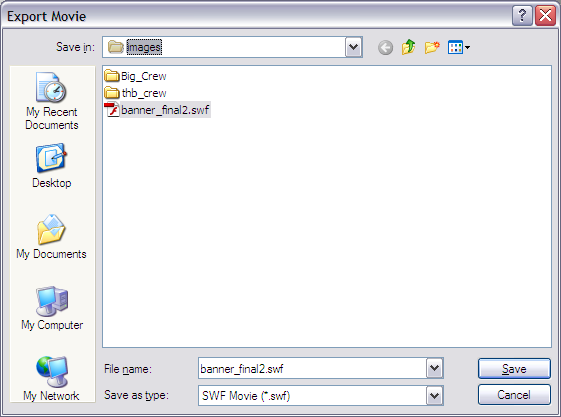 Export Movie
Save in: images
Big_Crew
thb_crew
banner_final2.swf
My Recent
Documents
Desktop
My Documents
My Computer
My Network
File name: banner_final2.swf Save
Save as type: SWF Movie (*.swf) Cancel